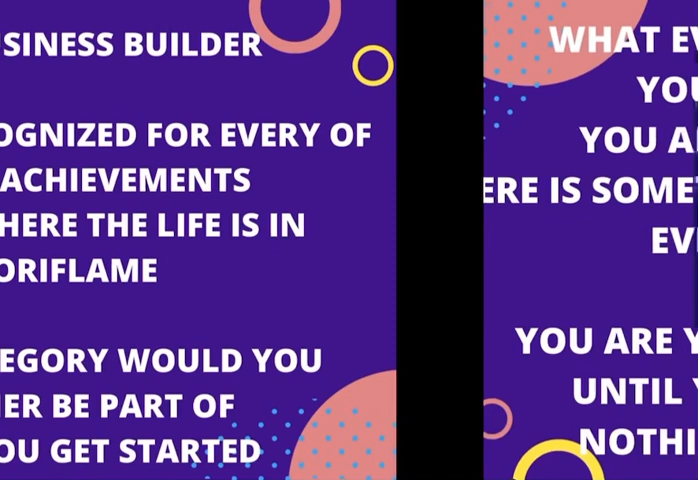 SINESS BUILDER
OGNIZED FOR EVERY OF
ACHIEVEMENTS
HERE THE LIFE IS IN
ORIFLAME
EGORY WOULD YOU
ER BE PART OF
OU GET STARTED
WHAT EV
YOU
YOU A
ERE IS SOME
EV
YOU ARE Y
UNTIL
NOTHI